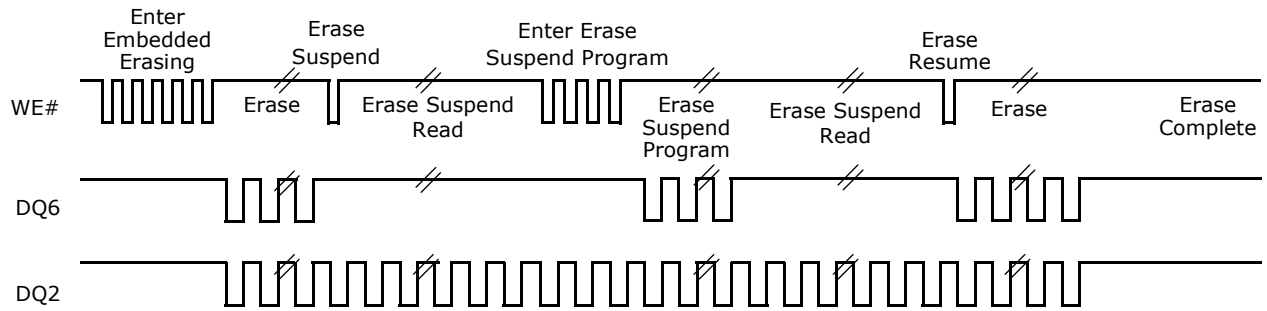 Enter
Embedded
Erasing
Erase
Suspend
Enter Erase
Suspend Program
Erase
Resume
WE#
Erase
Erase Suspend
Read
Erase
Suspend
Program
Erase Suspend
Read
Erase
Erase
Complete
DQ6
DQ2